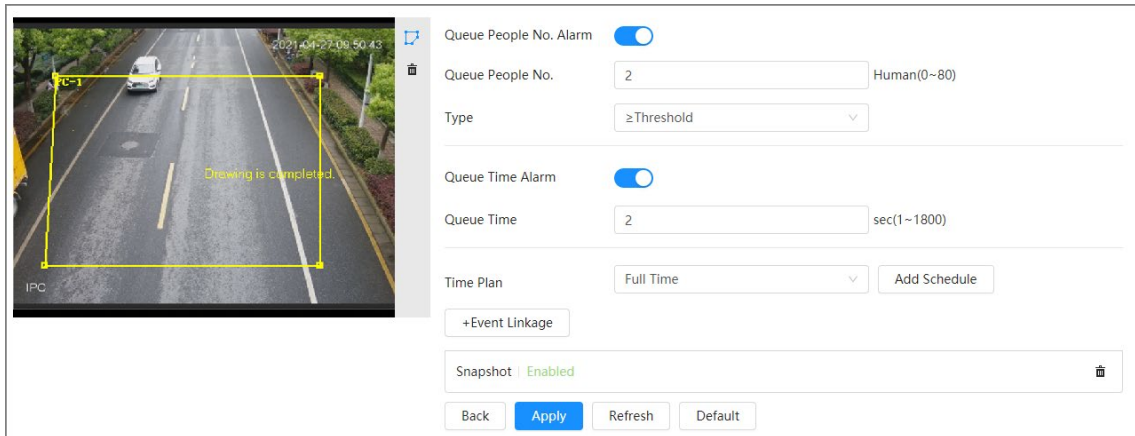 2021-04-27 09:50:43
PC-1
Drawing is completed.
IPC
Queue People No. Alarm
Queue People No. 2 Human(0~80)
Type ≥Threshold
Queue Time Alarm
Queue Time 2 sec(1~1800)
Time Plan Full Time Add Schedule
+Event Linkage
Snapshot Enabled
Back Apply Refresh Default